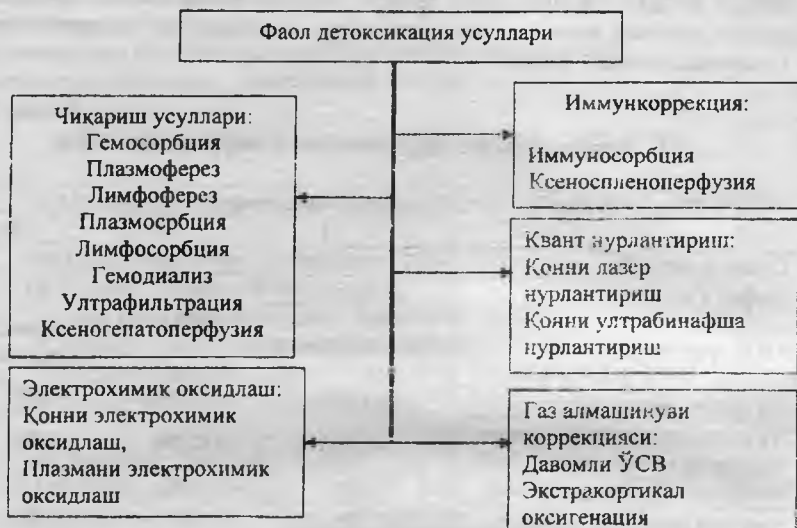 Фаол детоксикация усуллари
Чиқариш усуллари:
Гемосорбция
Плазмоферез
Лимфоферез
Плазмосрбция
Лимфосорбция
Гемодиализ
Ултрафильтрация
Ксеногепатоперфузия
Иммункоррекция:
Иммуносорбция
Ксеноспленоперфузия
Квант нурлантириш:
Қонни лазер
нурлантириш
Қонни ултрабинафша
нурлантириш
Электрохимик оксидлаш:
Қонни электрохимик
оксидлаш,
Плазмани электрохимик
оксидлаш
Газ алмашинуви
коррекцияси:
Давомли ЎСВ
Экстракортикал
оксигенация